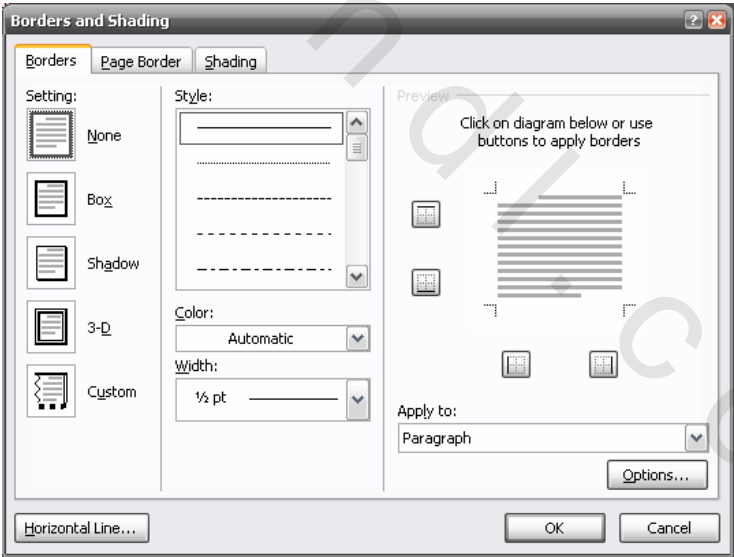 Borders and Shading
Borders Page Border Shading
Setting:
None
Box
Shadow
3-D
Custom
Style:
Color:
Automatic
Width:
½ pt
Preview
Click on diagram below or use
buttons to apply borders
Apply to:
Paragraph
Options...
Horizontal Line...
OK
Cancel
n d l . c o